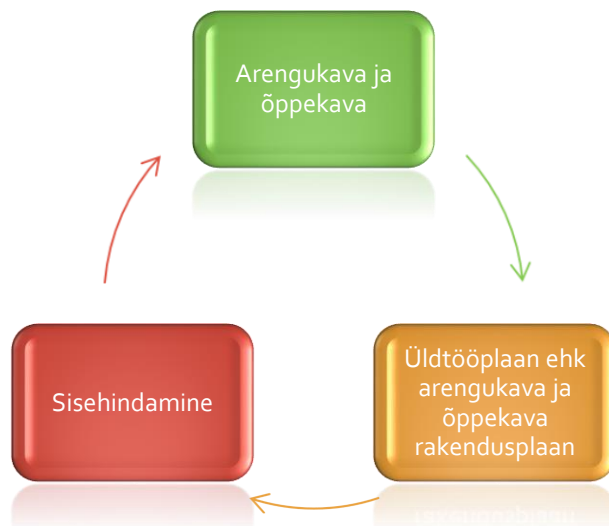 Arengukava ja
õppekava
Üldtööplaan ehk
arengukava ja
õppekava
rakendusplaan
Sisehindamine